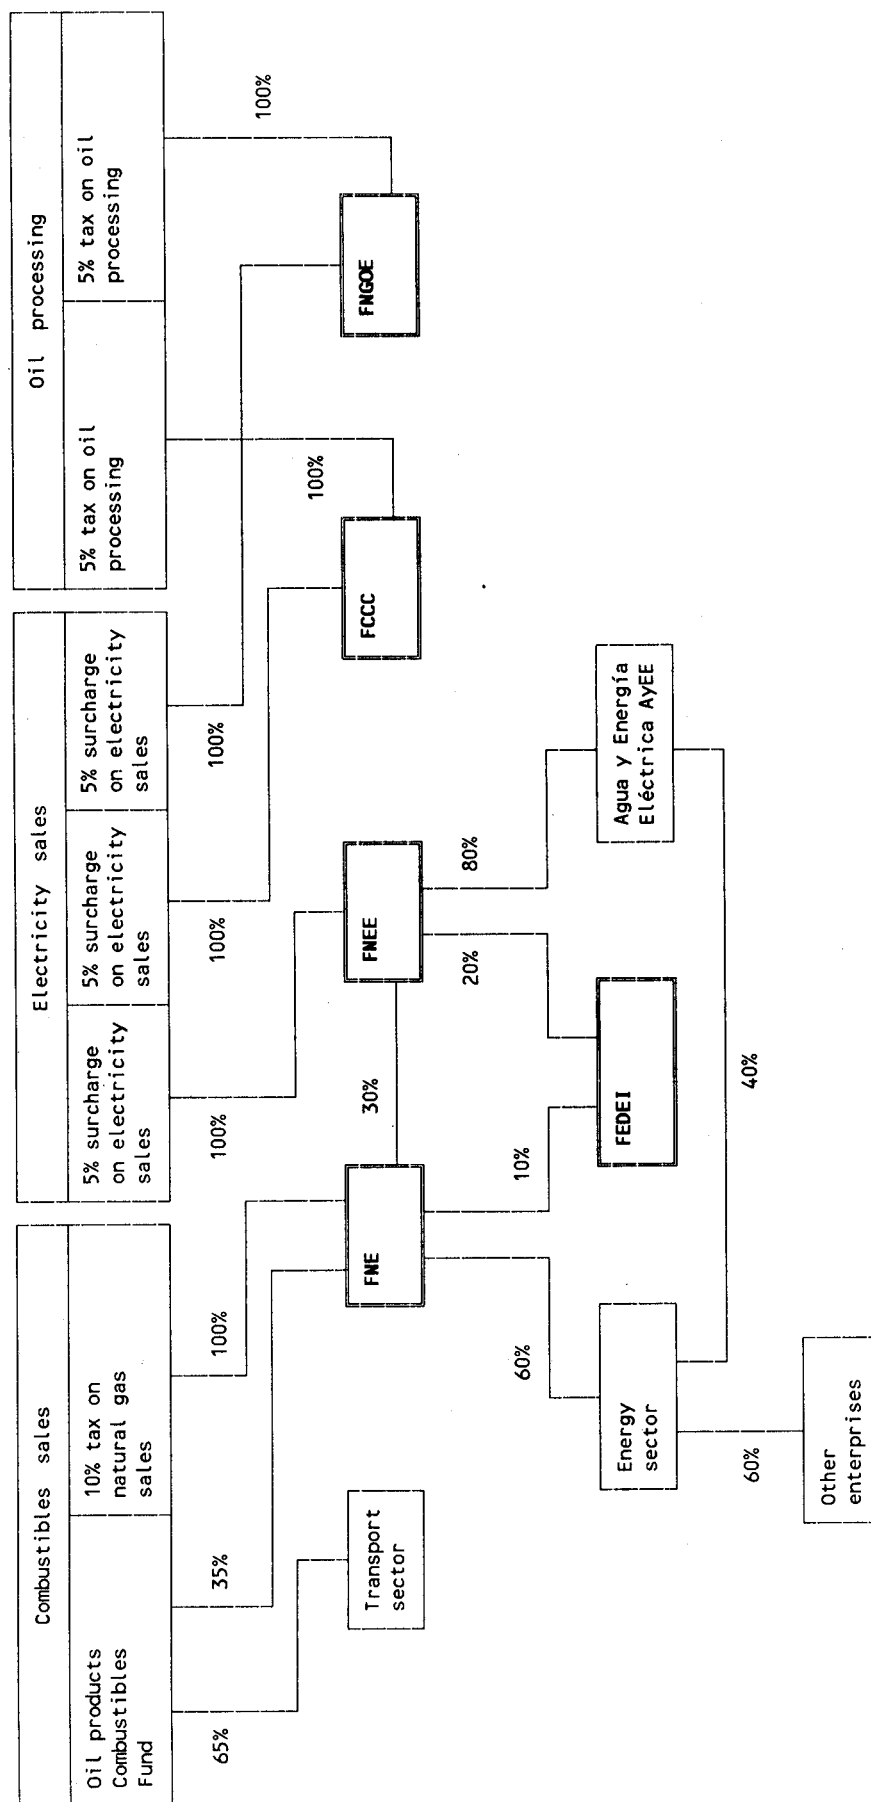 Combustibles sales
Oil products
Combustibles
Fund
10% tax on
natural gas
sales
Electricity sales
5% surcharge
on electricity
sales
5% surcharge
on electricity
sales
5% surcharge
on electricity
sales
Oil processing
5% tax on oil
processing
5% tax on oil
processing
65%
35%
100%
100%
100%
100%
100%
100%
Transport
sector
FNE
30%
FNEE
FCCC
FNGOE
60%
10%
20%
80%
Energy
sector
FEDEI
Agua y Energía
Eléctrica AyEE
60%
40%
Other
enterprises